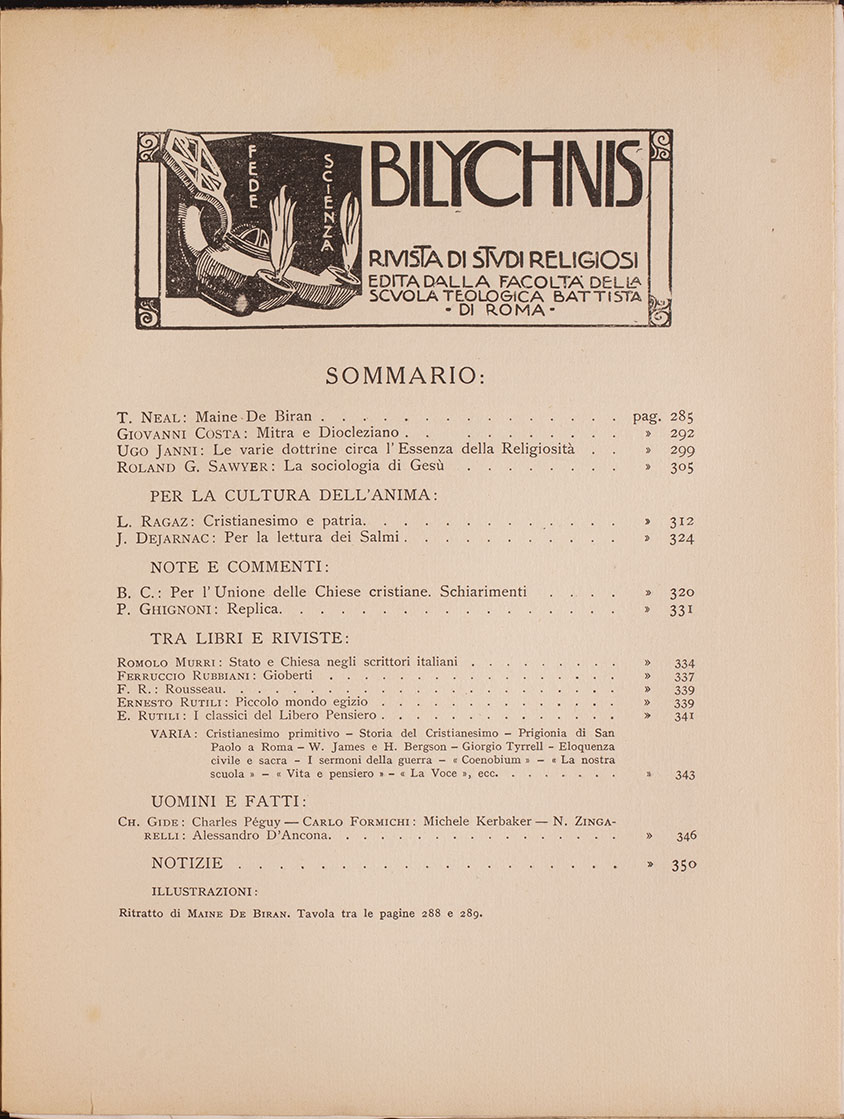 FEDE
SCIENZA
BILYCHNIS
RIVISTA DI STVDI RELIGIOSI
EDITA DALLA FACOLTÀ DELLA
SCVOLA TEOLOGICA BATTISTA
- DI ROMA -
SOMMARIO:
T. NEAL: Maine De Biran . . . . . . . . . . . . . . . pag. 285
GIOVANNI COSTA: Mitra e Diocleziano . . . . . . . . . . . » 292
UGO JANNI: Le varie dottrine circa l'Essenza della Religiosità . . » 299
ROLAND G. SAWYER: La sociologia di Gesù . . . . . . . . » 305
PER LA CULTURA DELL'ANIMA:
L. RAGAZ: Cristianesimo e patria. . . . . . . . . . . . . » 312
J. DEJARNAC: Per la lettura dei Salmi . . . . . . . . . . . » 324
NOTE E COMMENTI:
B. C.: Per l'Unione delle Chiese cristiane. Schiarimenti . . . . » 320
P. GHIGNONI: Replica. . . . . . . . . . . . . . . . . » 331
TRA LIBRI E RIVISTE:
ROMOLO MURRI: Stato e Chiesa negli scrittori italiani . . . . . . . . . » 334
FERRUCCIO RUBBIANI: Gioberti . . . . . . . . . . . . . . . . . » 337
F. R.: Rousseau. . . . . . . . . . . . . . . . . . . . . . . » 339
ERNESTO RUTILI: Piccolo mondo egizio . . . . . . . . . . . . . . » 339
E. RUTILI: I classici del Libero Pensiero . . . . . . . . . . . . . . » 341
VARIA: Cristianesimo primitivo – Storia del Cristianesimo – Prigionia di San
Paolo a Roma – W. James e H. Bergson – Giorgio Tyrrell – Eloquenza
civile e sacra – I sermoni della guerra – « Coenobium » – « La nostra
scuola » – « Vita e pensiero » – « La Voce », ecc. . . . . . . . . » 343
UOMINI E FATTI:
CH. GIDE: Charles Péguy — CARLO FORMICHI: Michele Kerbaker — N. ZINGA-
RELLI: Alessandro D'Ancona. . . . . . . . . . . . . . . . . » 346
NOTIZIE . . . . . . . . . . . . . . . . . . » 350
ILLUSTRAZIONI:
Ritratto di MAINE DE BIRAN. Tavola tra le pagine 288 e 289.